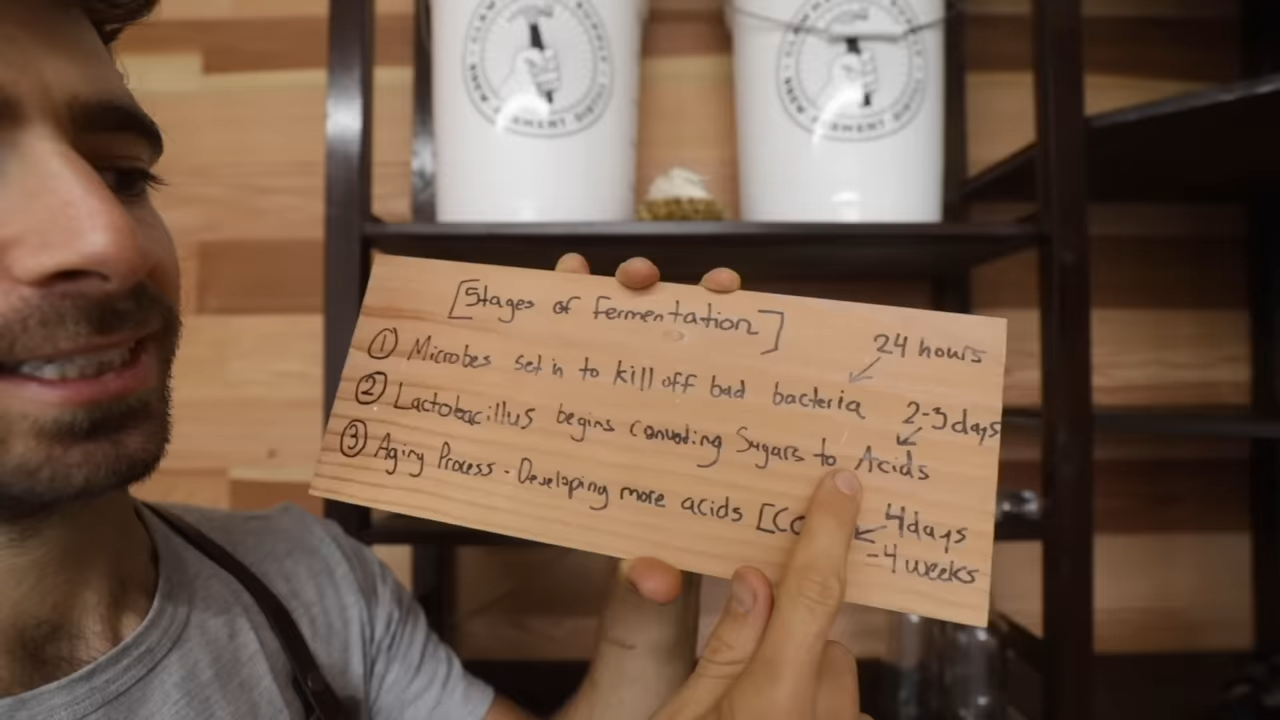 [Stages of Fermentation]
① Microbes set in to kill off bad bacteria
24 hours
② Lactobacillus begins Sugars to Acids
2-3 days
③ Aging Process - Developing more acids
4 days
- 4 weeks